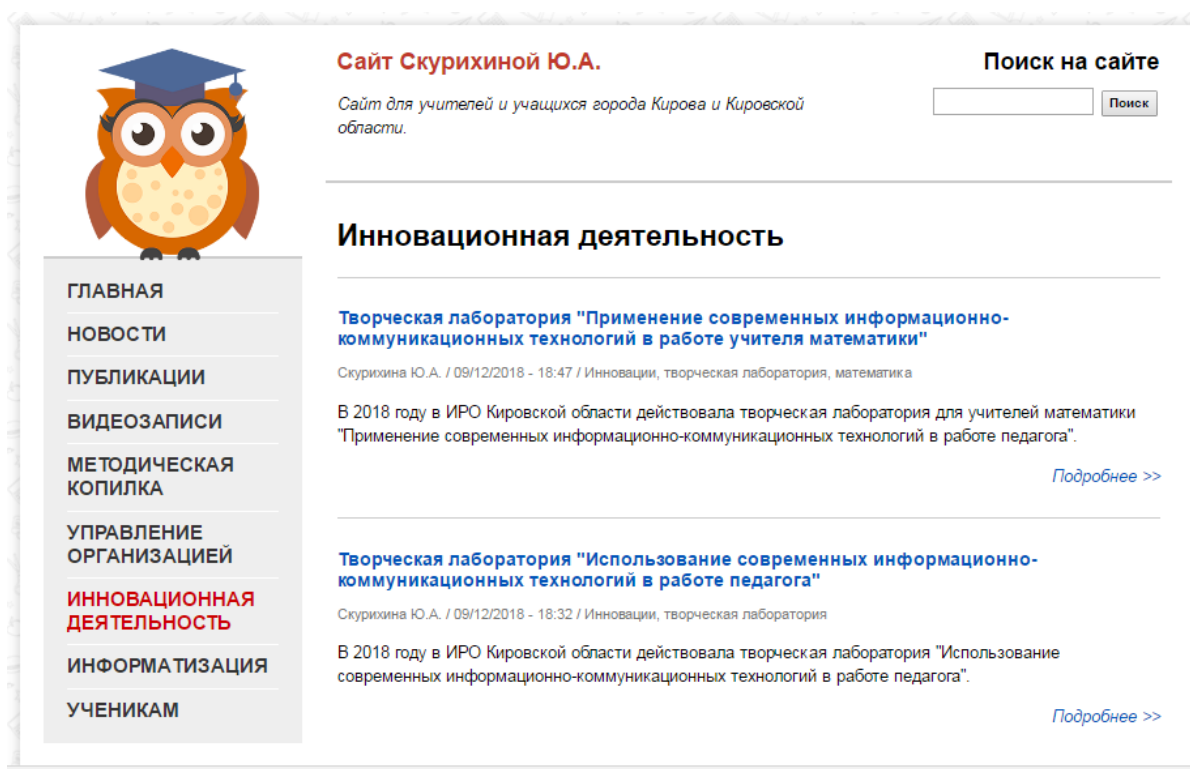 Сайт Скурихиной Ю.А.
Сайт для учителей и учащихся города Кирова и Кировской
области.
Поиск на сайте
Поиск
ГЛАВНАЯ
НОВОСТИ
ПУБЛИКАЦИИ
ВИДЕОЗАПИСИ
МЕТОДИЧЕСКАЯ
КОПИЛКА
УПРАВЛЕНИЕ
ОРГАНИЗАЦИЕЙ
ИННОВАЦИОННАЯ
ДЕЯТЕЛЬНОСТЬ
ИНФОРМАТИЗАЦИЯ
УЧЕНИКАМ
Инновационная деятельность
Творческая лаборатория "Применение современных информационно-
коммуникационных технологий в работе учителя математики"
Скурихина Ю.А. / 09/12/2018 - 18:47 / Инновации, творческая лаборатория, математика
В 2018 году в ИРО Кировской области действовала творческая лаборатория для учителей математики
"Применение современных информационно-коммуникационных технологий в работе педагога".
Подробнее >>
Творческая лаборатория "Использование современных информационно-
коммуникационных технологий в работе педагога"
Скурихина Ю.А. / 09/12/2018 - 18:32 / Инновации, творческая лаборатория
В 2018 году в ИРО Кировской области действовала творческая лаборатория "Использование
современных информационно-коммуникационных технологий в работе педагога".
Подробнее >>